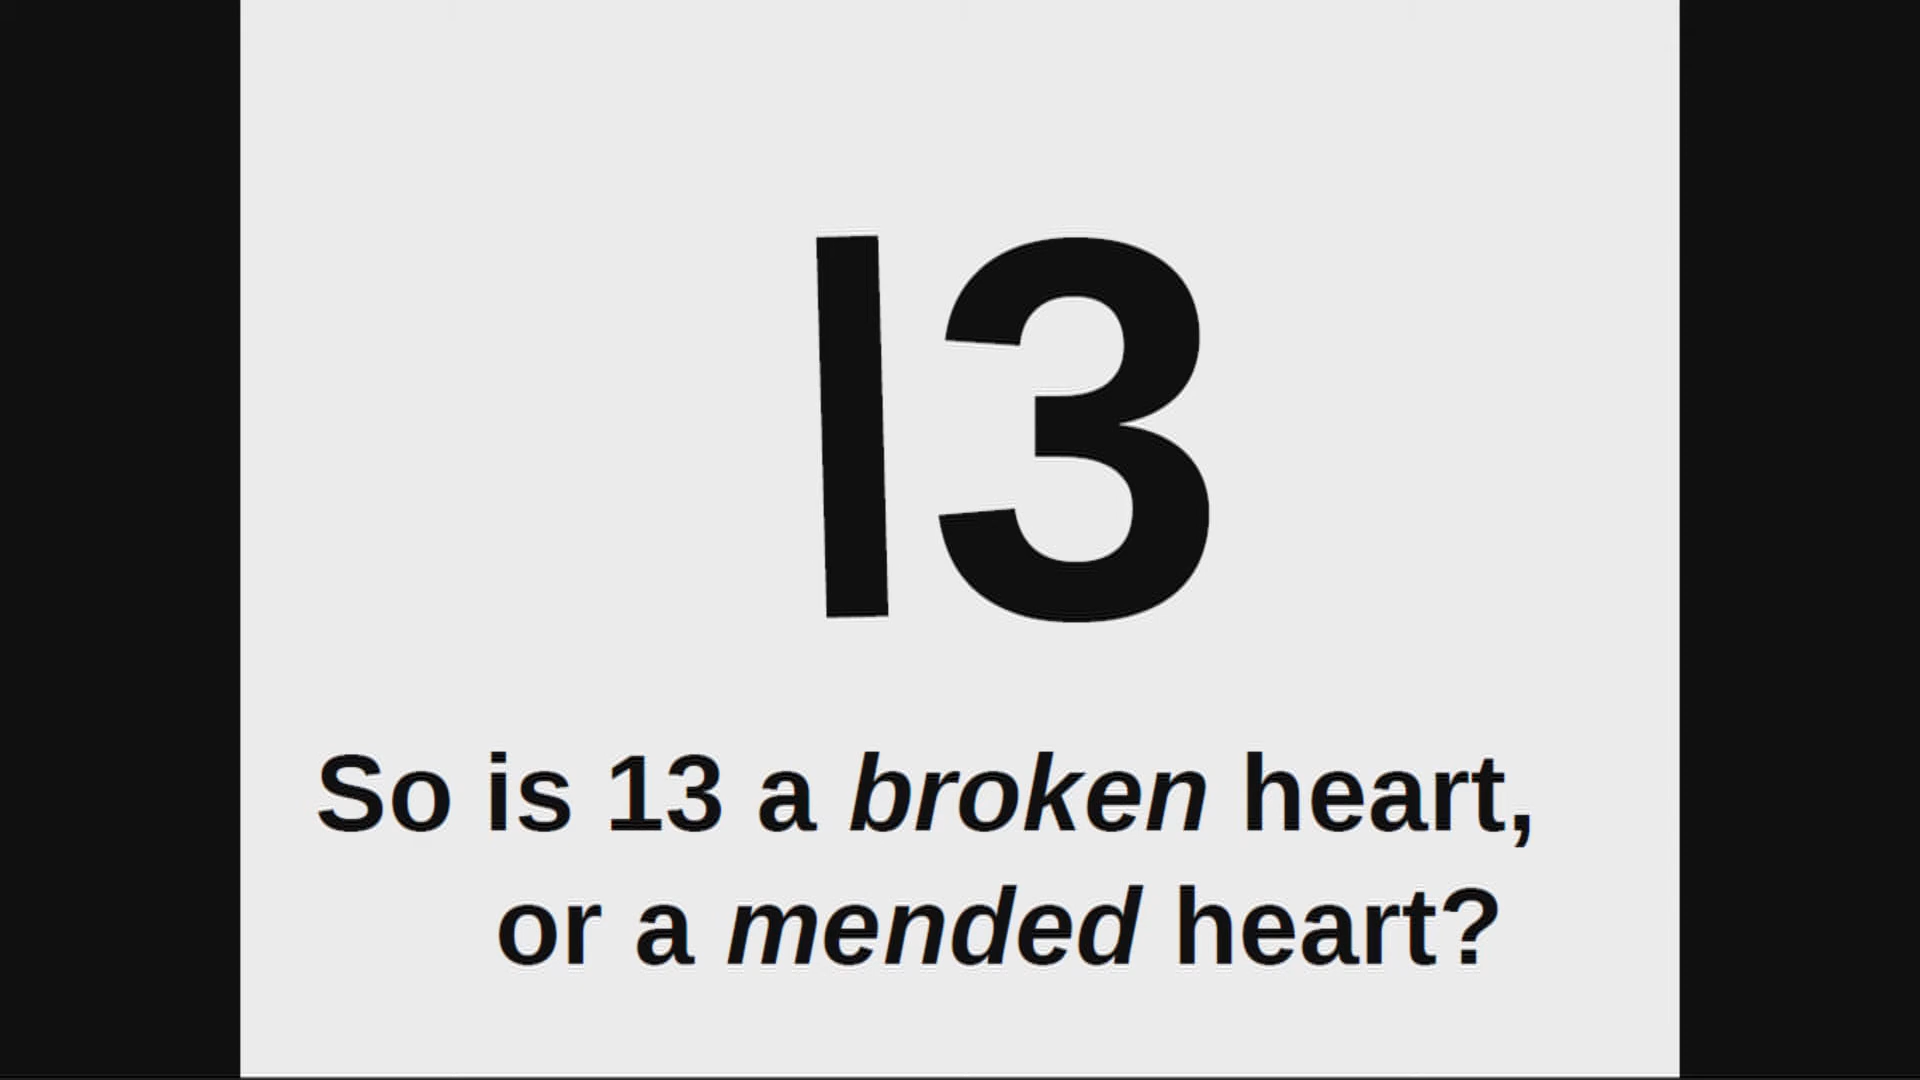 13
So is 13 a broken heart,
or a mended heart?